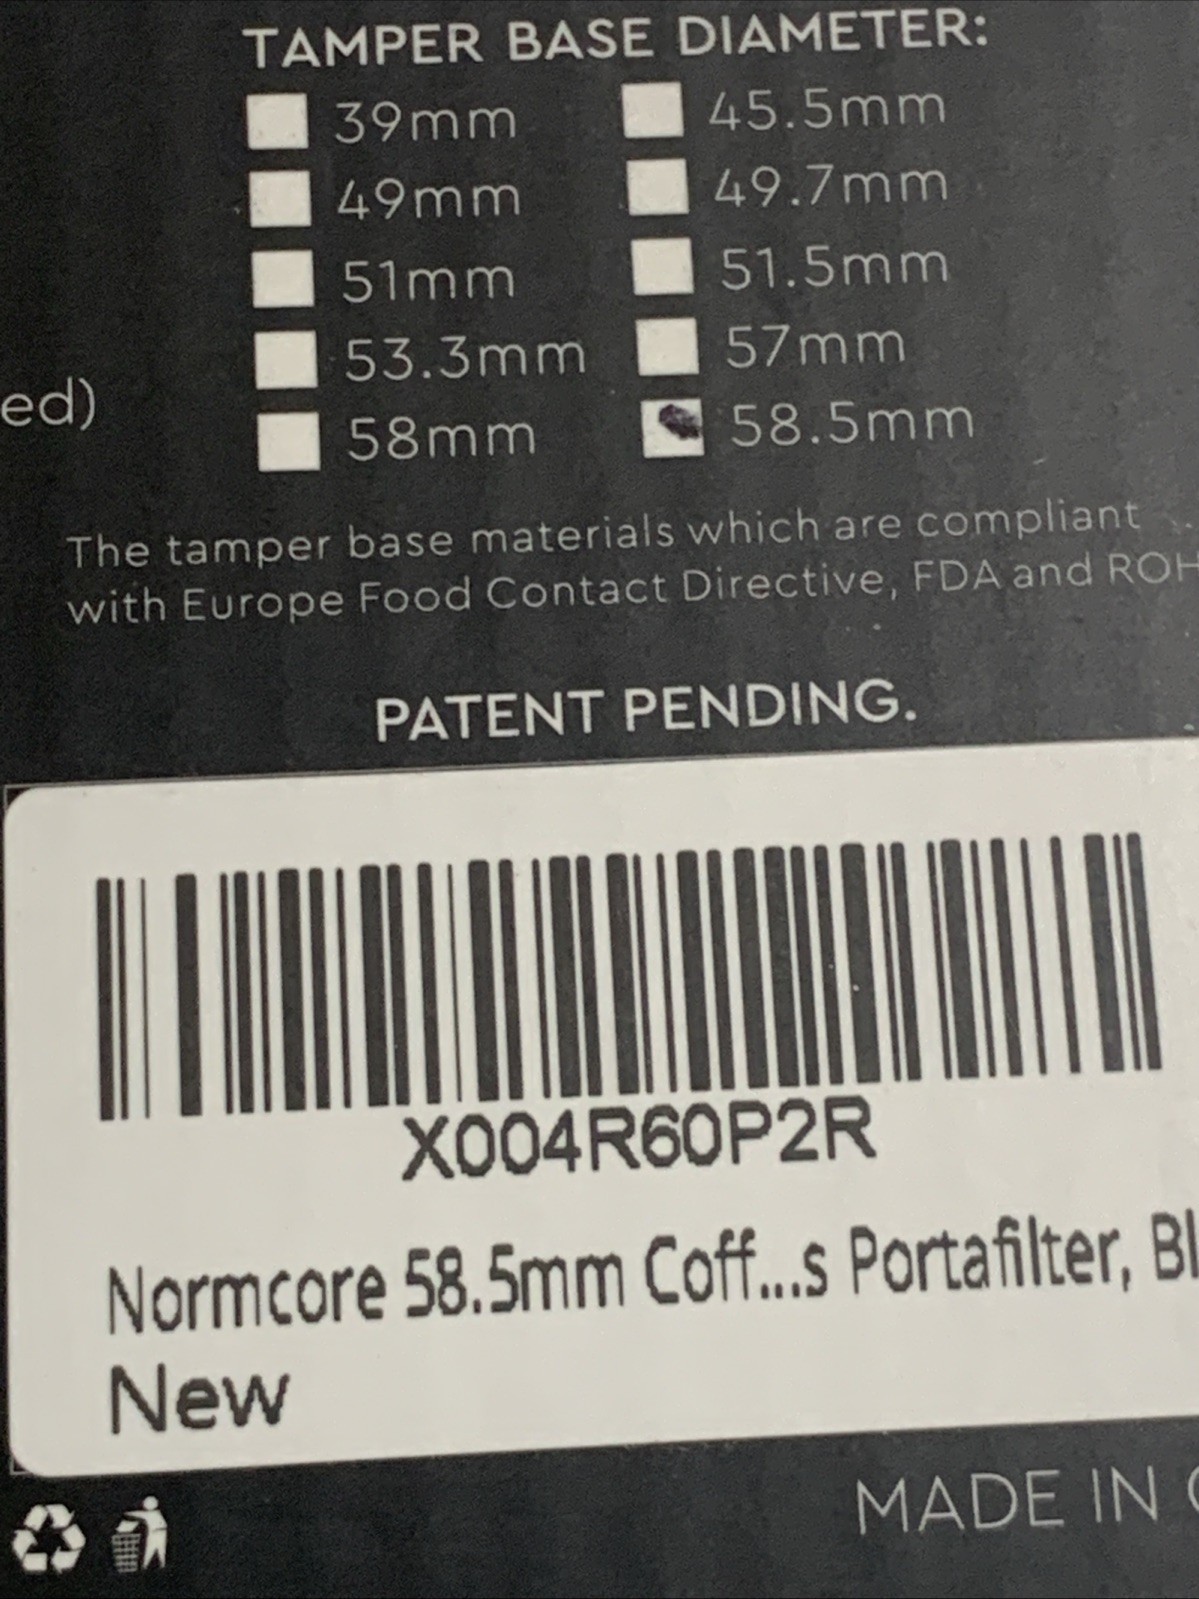 TAMPER BASE DIAMETER:
39mm 45.5mm
49mm 49.7mm
51mm 51.5mm
53.3mm 57mm
ed)
58mm 58.5mm
The tamper base materials which are compliant
with Europe Food Contact Directive, FDA and ROH
PATENT PENDING.
X004R60P2R
Normcore 58.5mm Coff...s Portafilter, Bl
New
MADE IN